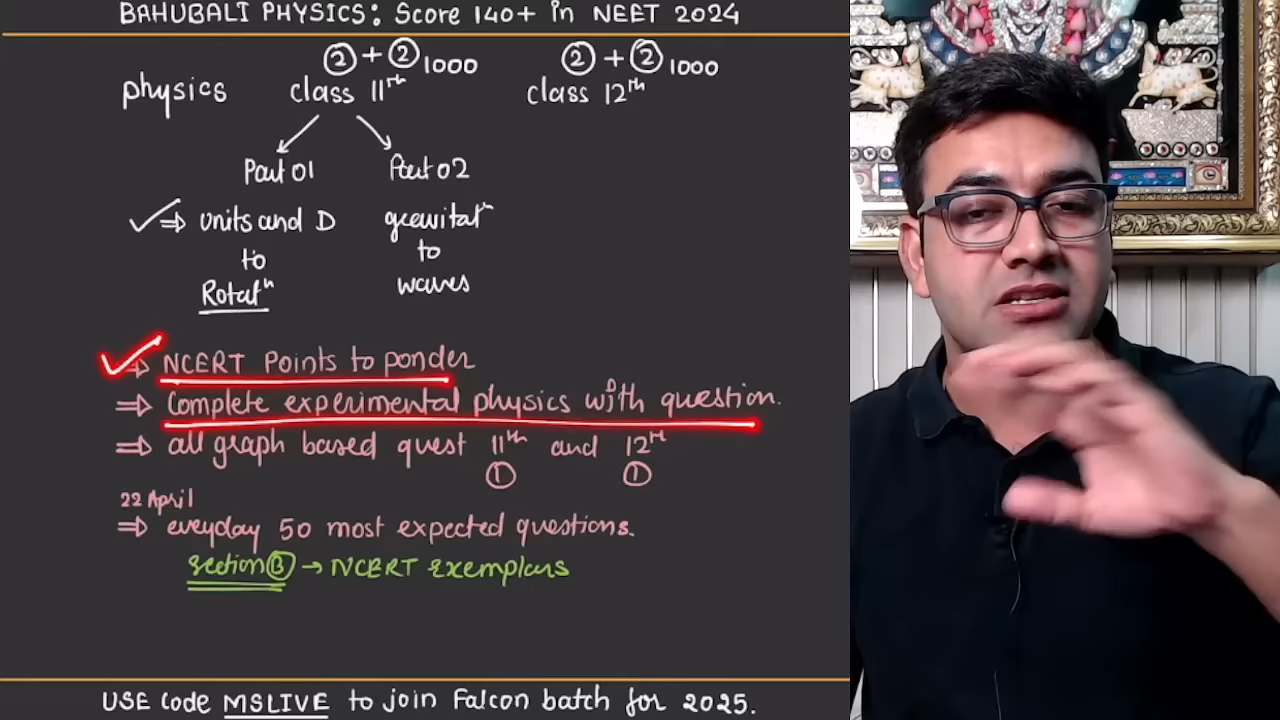 BAHUBALI PHYSICS: Score 140+ in NEET 2024
② + ② 1000 ② + ② 1000
physics class 11th class 12th
Part 01 Part 02
✓ ⇒ units and D gravitatⁿ
to to
Rotatⁿ waves
✓ ⇒ NCERT Points to ponder
⇒ Complete experimental physics with question.
⇒ all graph based quest 11th and 12th
① ①
22 April
⇒ everyday 50 most expected questions.
Section Ⓑ → NCERT Exemplars
USE Code MSLIVE to join Falcon batch for 2025.